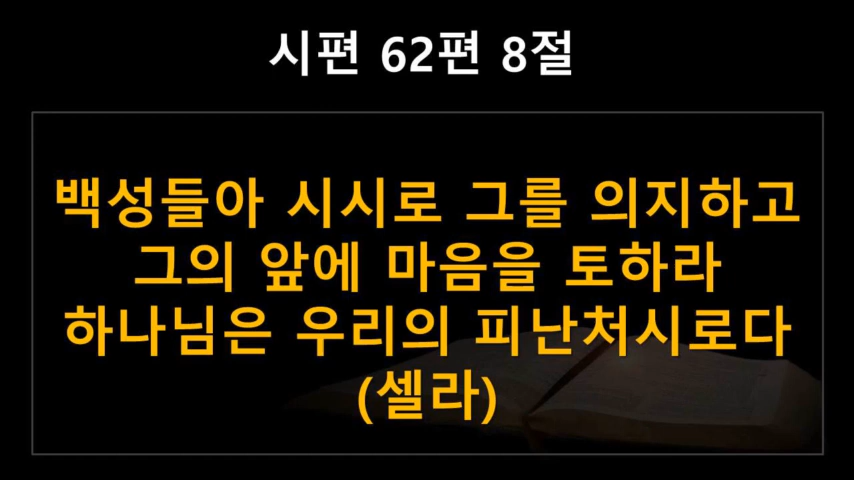 시편 62편 8절
백성들아 시시로 그를 의지하고
그의 앞에 마음을 토하라
하나님은 우리의 피난처시로다
(셀라)